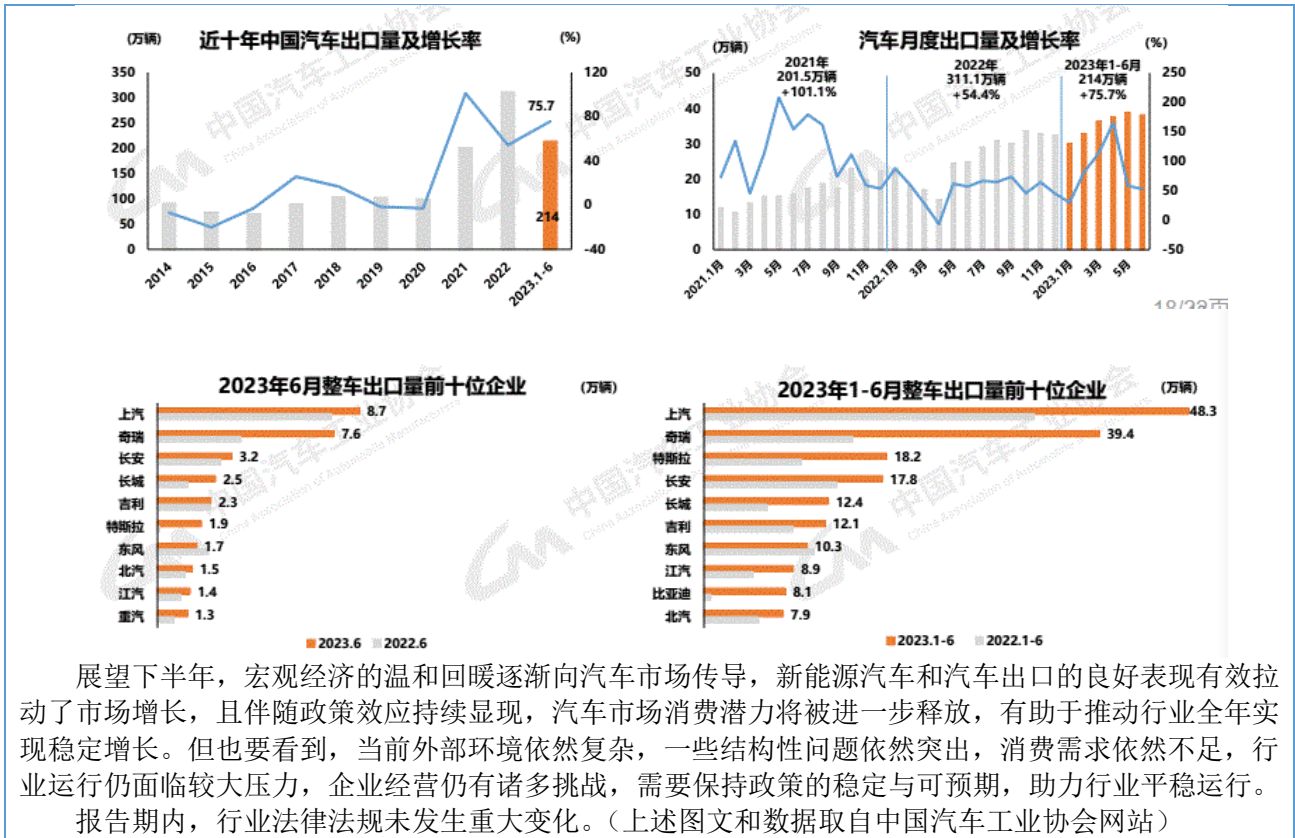 (万辆) 近十年中国汽车出口量及增长率 (%)
350
300
250
200
150
100
50
0
120
80
40
0
-40
75.7
214
2014
2015
2016
2017
2018
2019
2020
2021
2022
2023.1-6
汽车月度出口量及增长率
(万辆)
(%)
2021年
201.5万辆
+101.1%
2022年
311.1万辆
+54.4%
2023年1-6月
214万辆
+75.7%
50
40
30
20
10
0
250
200
150
100
50
0
-50
2021.1月
3月
5月
7月
9月
11月
2022.1月
3月
5月
7月
9月
11月
2023.1月
3月
5月
18/33页
2023年6月整车出口量前十位企业 (万辆)
上汽 8.7
奇瑞 7.6
长安 3.2
长城 2.5
吉利 2.3
特斯拉 1.9
东风 1.7
北汽 1.5
江汽 1.4
重汽 1.3
2023.6 2022.6
2023年1-6月整车出口量前十位企业 (万辆)
上汽 48.3
奇瑞 39.4
特斯拉 18.2
长安 17.8
长城 12.4
吉利 12.1
东风 10.3
江汽 8.9
比亚迪 8.1
北汽 7.9
2023.1-6 2022.1-6
中国汽车工业协会
China Association of Automobile Manufacturers
展望下半年，宏观经济的温和回暖逐渐向汽车市场传导，新能源汽车和汽车出口的良好表现有效拉
动了市场增长，且伴随政策效应持续显现，汽车市场消费潜力将被进一步释放，有助于推动行业全年实
现稳定增长。但也要看到，当前外部环境依然复杂，一些结构性问题依然突出，消费需求依然不足，行
业运行仍面临较大压力，企业经营仍有诸多挑战，需要保持政策的稳定与可预期，助力行业平稳运行。
报告期内，行业法律法规未发生重大变化。（上述图文和数据取自中国汽车工业协会网站）